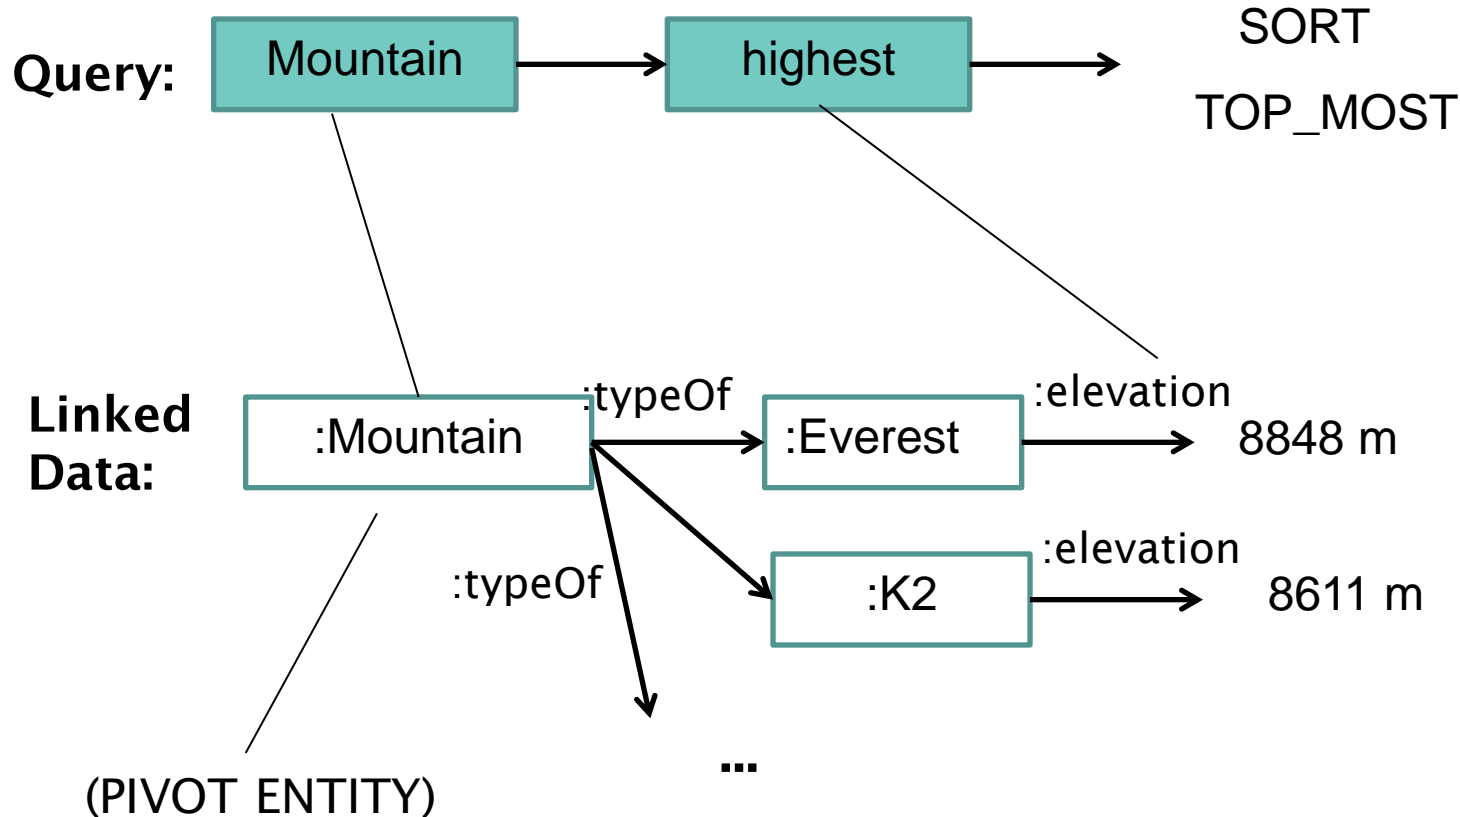 SORT
Query: Mountain highest
TOP_MOST
:typeOf :elevation
Linked Data: :Mountain :Everest 8848 m
:elevation
:typeOf :K2 8611 m
...
(PIVOT ENTITY)